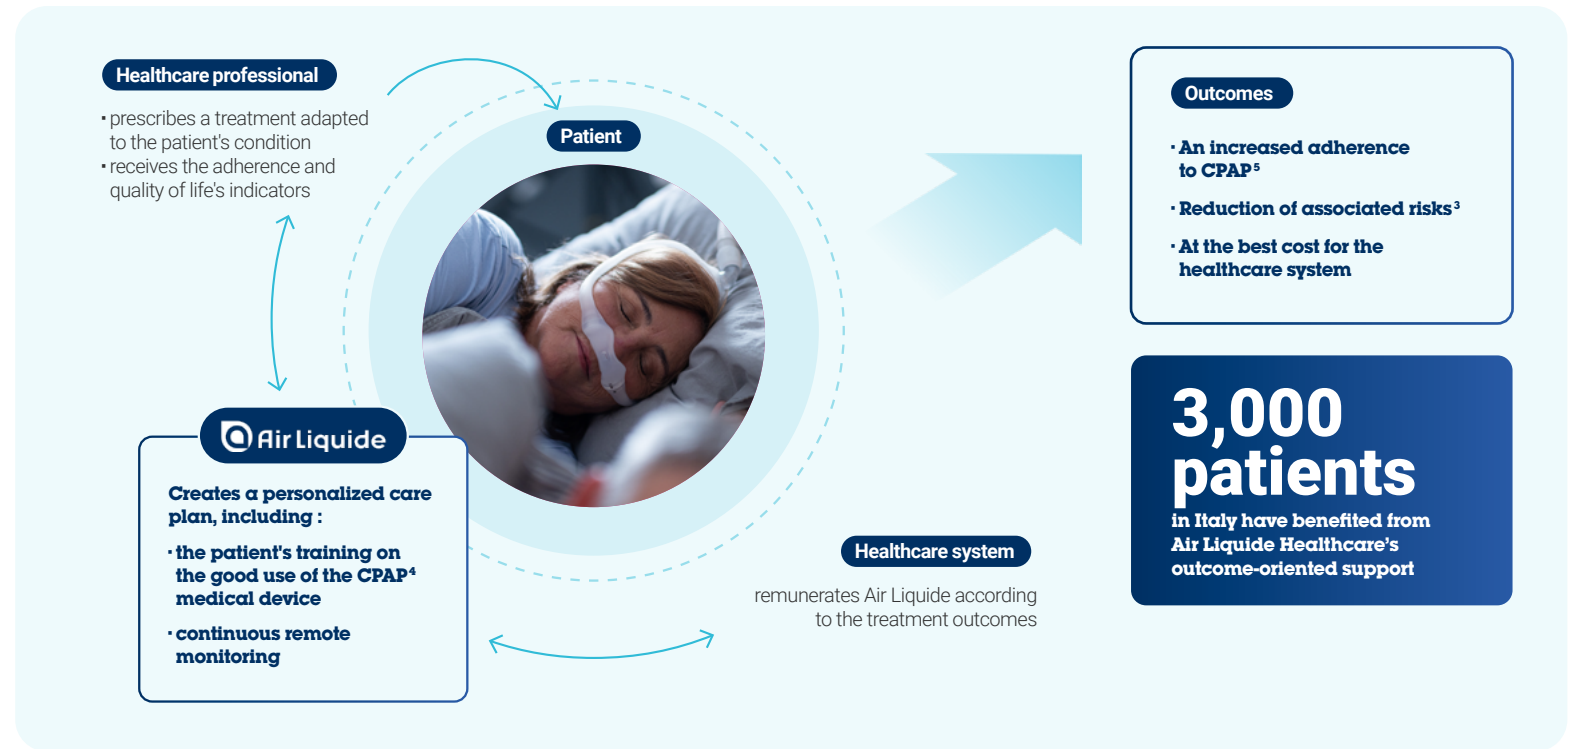 Healthcare professional
· prescribes a treatment adapted
to the patient's condition
· receives the adherence and
quality of life's indicators
Patient
Air Liquide
Creates a personalized care
plan, including :
· the patient's training on
the good use of the CPAP⁴
medical device
· continuous remote
monitoring
Healthcare system
remunerates Air Liquide according
to the treatment outcomes
Outcomes
· An increased adherence
to CPAP⁵
· Reduction of associated risks³
· At the best cost for the
healthcare system
3,000
patients
in Italy have benefited from
Air Liquide Healthcare’s
outcome-oriented support